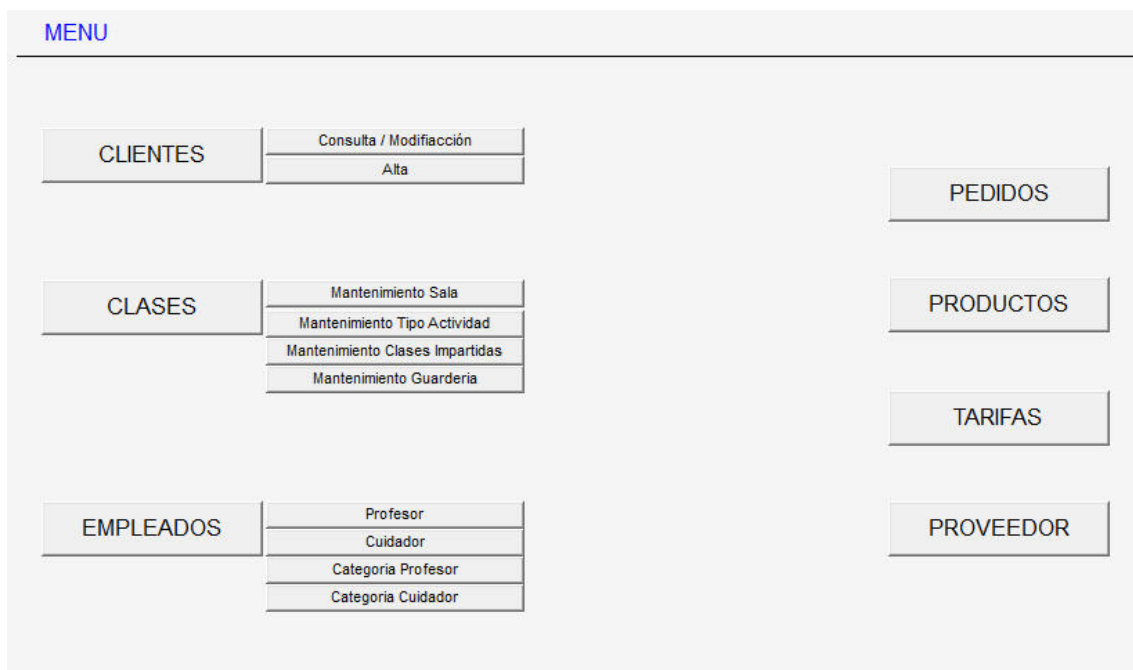 MENU
CLIENTES
Consulta / Modifiacción
Alta
CLASES
Mantenimiento Sala
Mantenimiento Tipo Actividad
Mantenimiento Clases Impartidas
Mantenimiento Guarderia
EMPLEADOS
Profesor
Cuidador
Categoria Profesor
Categoria Cuidador
PEDIDOS
PRODUCTOS
TARIFAS
PROVEEDOR